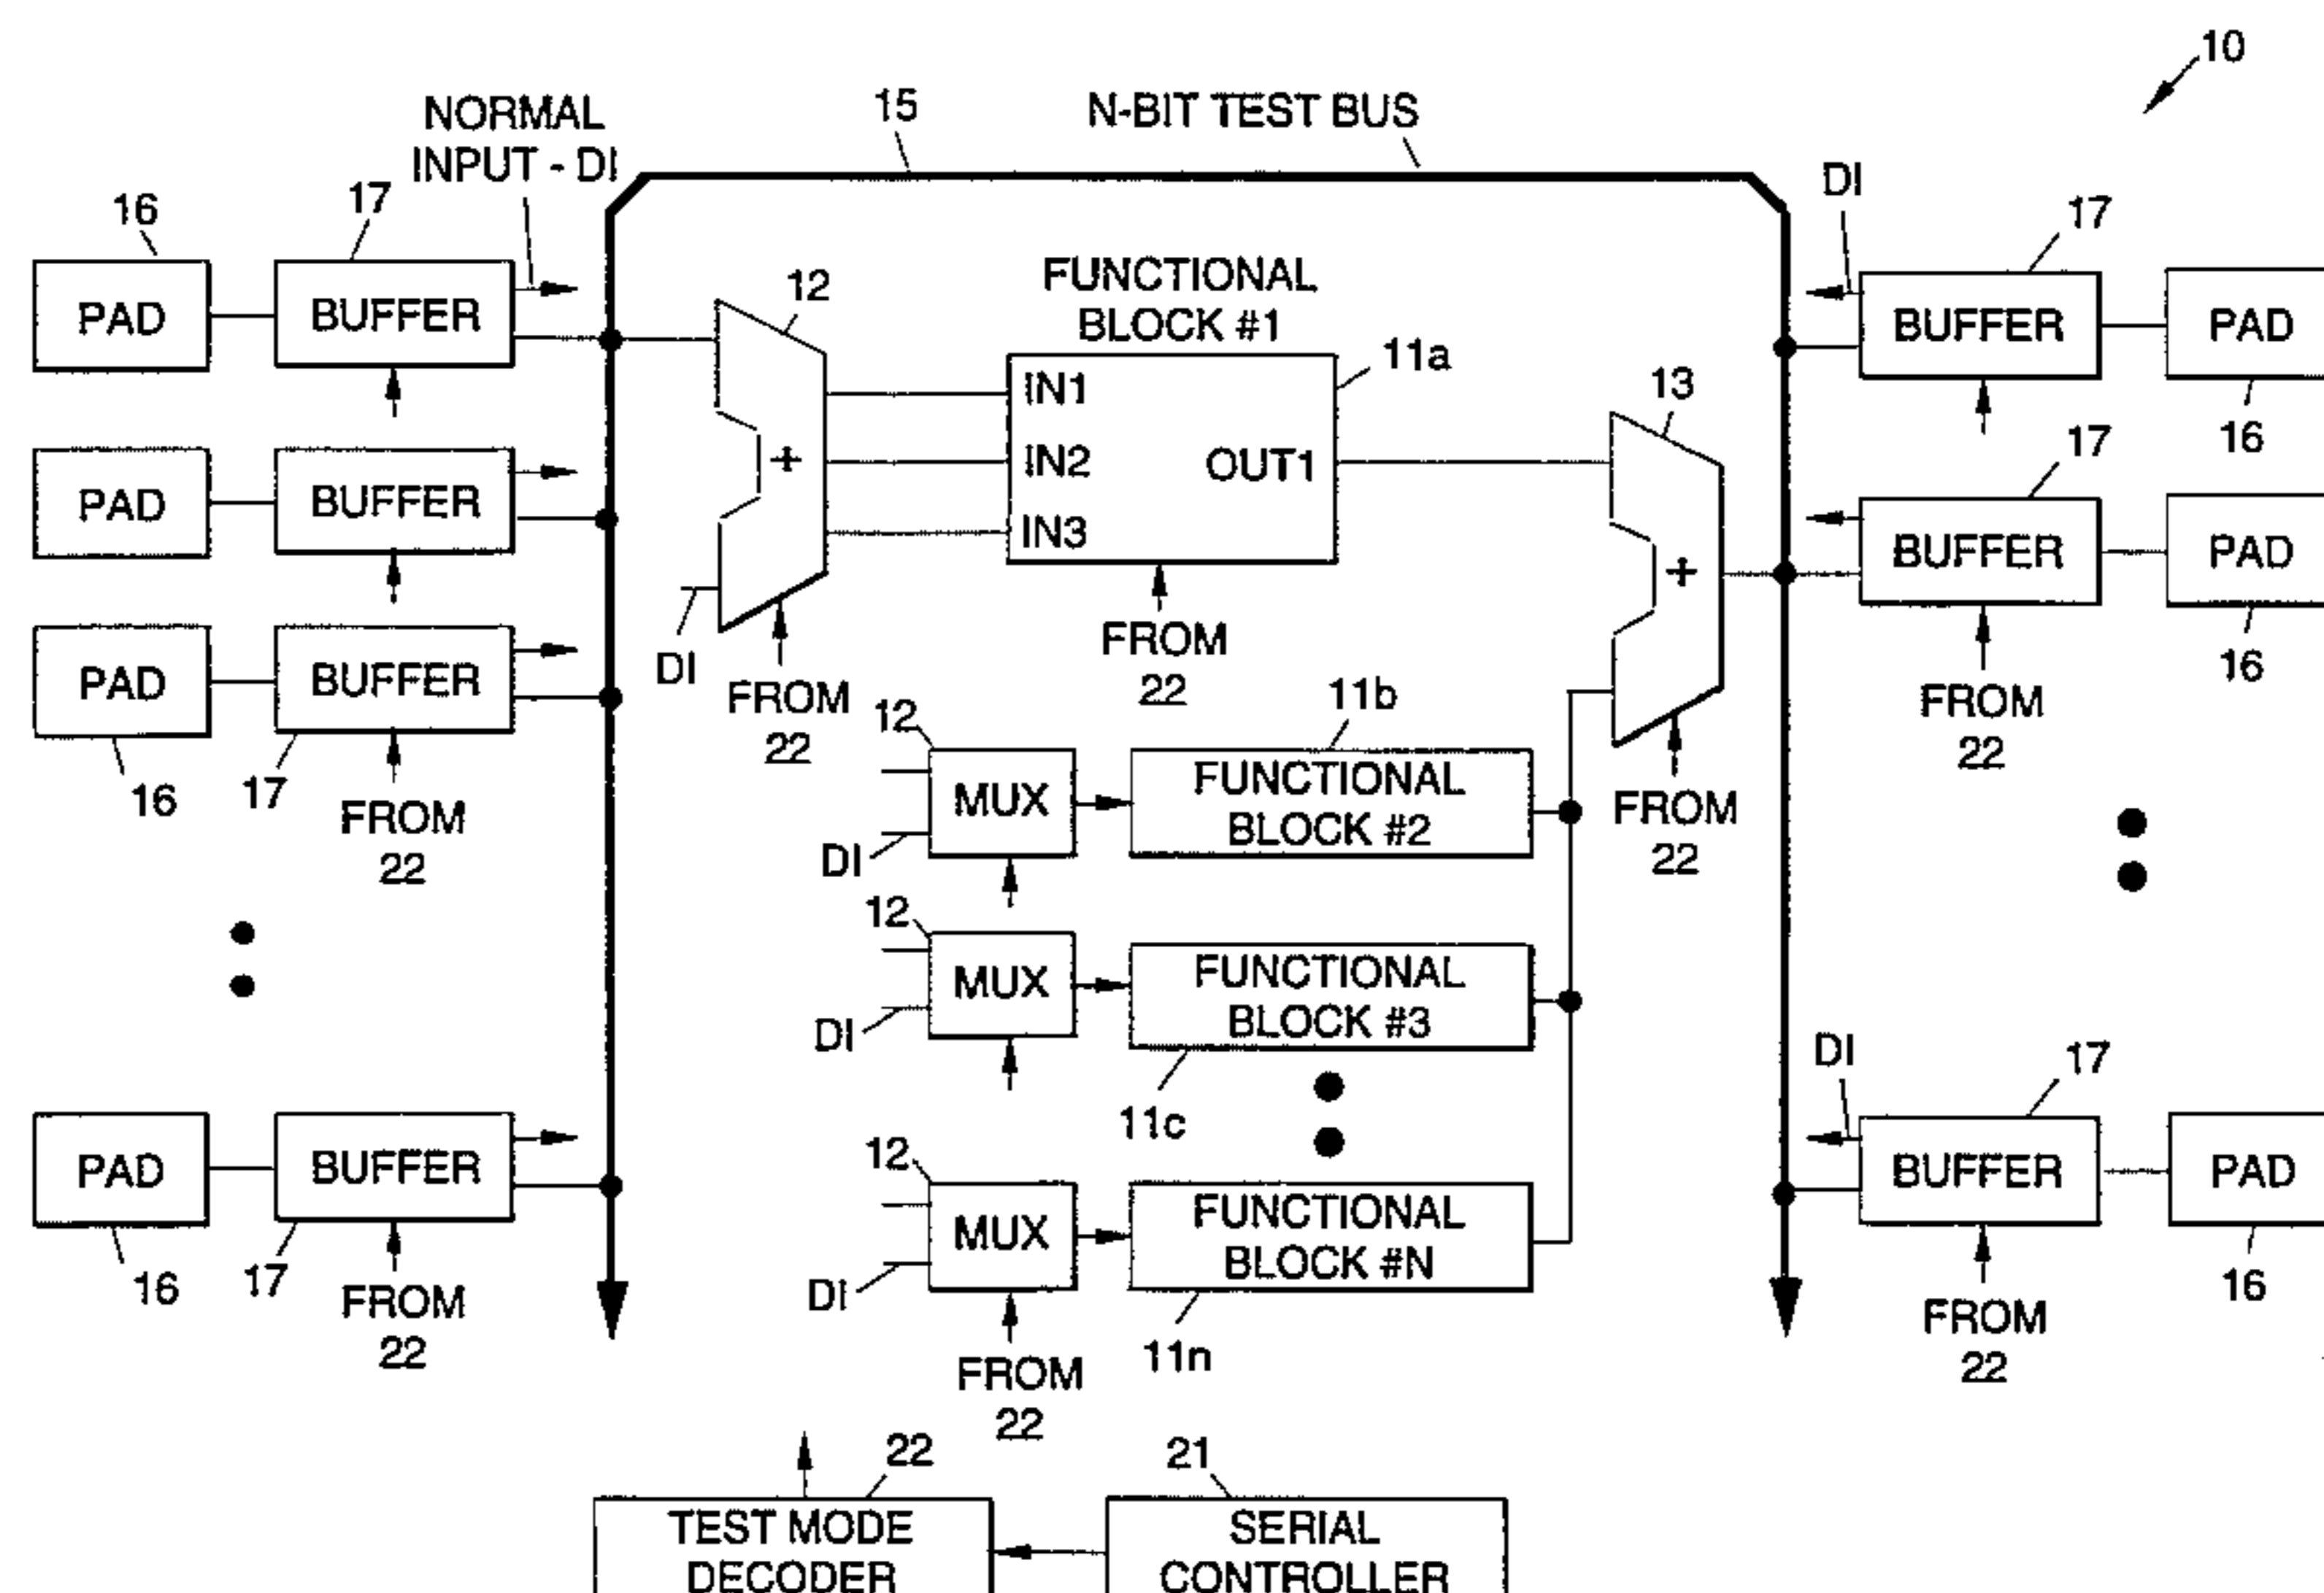 10
15
N-BIT TEST BUS
NORMAL
INPUT - DI
16
17
PAD
BUFFER
PAD
BUFFER
PAD
BUFFER
16
17
FROM
22
PAD
BUFFER
16
17
FROM
22
12
DI
FROM
22
FUNCTIONAL
BLOCK #1
11a
IN1
IN2
IN3
OUT1
FROM
22
13
FROM
22
12
MUX
DI
11b
FUNCTIONAL
BLOCK #2
12
MUX
DI
FUNCTIONAL
BLOCK #3
11c
12
MUX
DI
FROM
22
FUNCTIONAL
BLOCK #N
11n
DI
17
BUFFER
PAD
16
17
BUFFER
PAD
16
FROM
22
DI
17
BUFFER
PAD
16
FROM
22
22
TEST MODE
DECODER
21
SERIAL
CONTROLLER